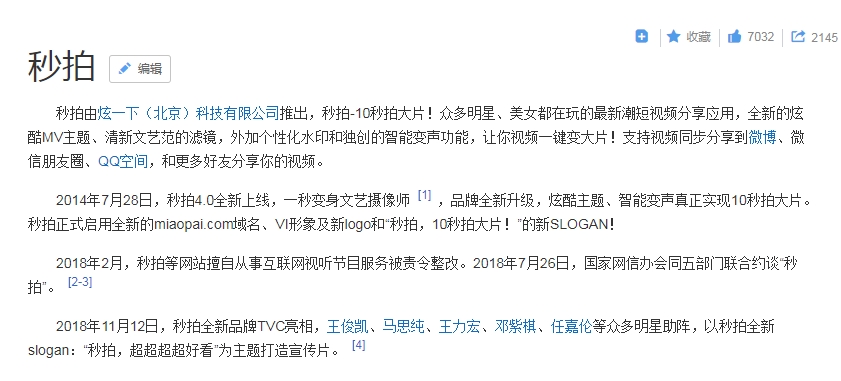 收藏 7032 2145
秒拍 编辑
秒拍由炫一下（北京）科技有限公司推出，秒拍-10秒拍大片！众多明星、美女都在玩的最新潮短视频分享应用，全新的炫
酷MV主题、清新文艺范的滤镜，外加个性化水印和独创的智能变声功能，让你视频一键变大片！支持视频同步分享到微博、微
信朋友圈、QQ空间，和更多好友分享你的视频。
2014年7月28日，秒拍4.0全新上线，一秒变身文艺摄像师 [1] ，品牌全新升级，炫酷主题、智能变声真正实现10秒拍大片。
秒拍正式启用全新的miaopai.com域名、VI形象及新logo和“秒拍，10秒拍大片！”的新SLOGAN！
2018年2月，秒拍等网站擅自从事互联网视听节目服务被责令整改。2018年7月26日，国家网信办会同五部门联合约谈“秒
拍”。 [2-3]
2018年11月12日，秒拍全新品牌TVC亮相，王俊凯、马思纯、王力宏、邓紫棋、任嘉伦等众多明星助阵，以秒拍全新
slogan：“秒拍，超超超超好看”为主题打造宣传片。 [4]